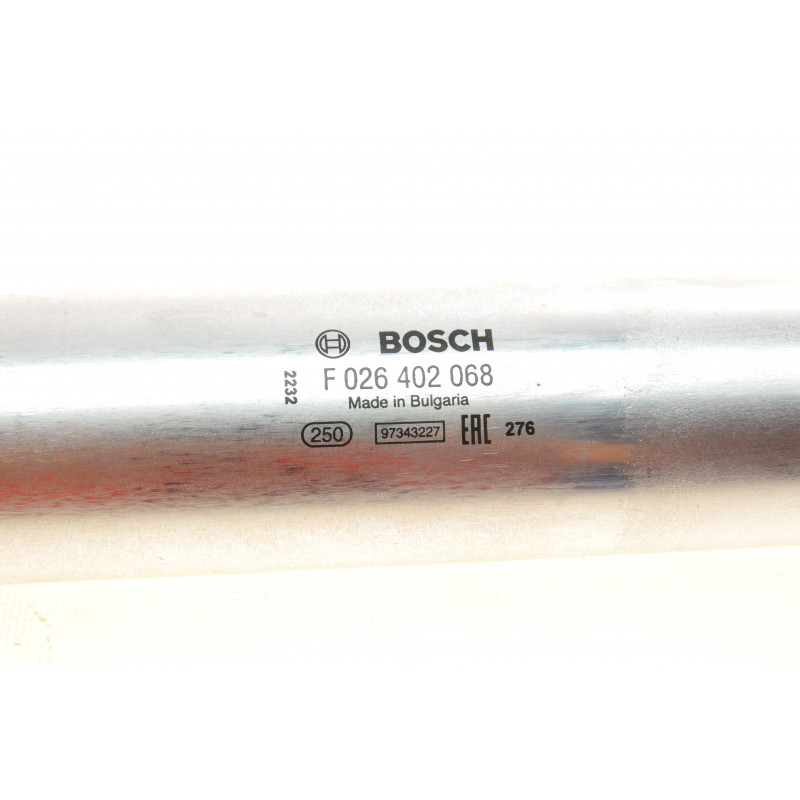 BOSCH
F 026 402 068
Made in Bulgaria
2232
250 97343227 EAC 276